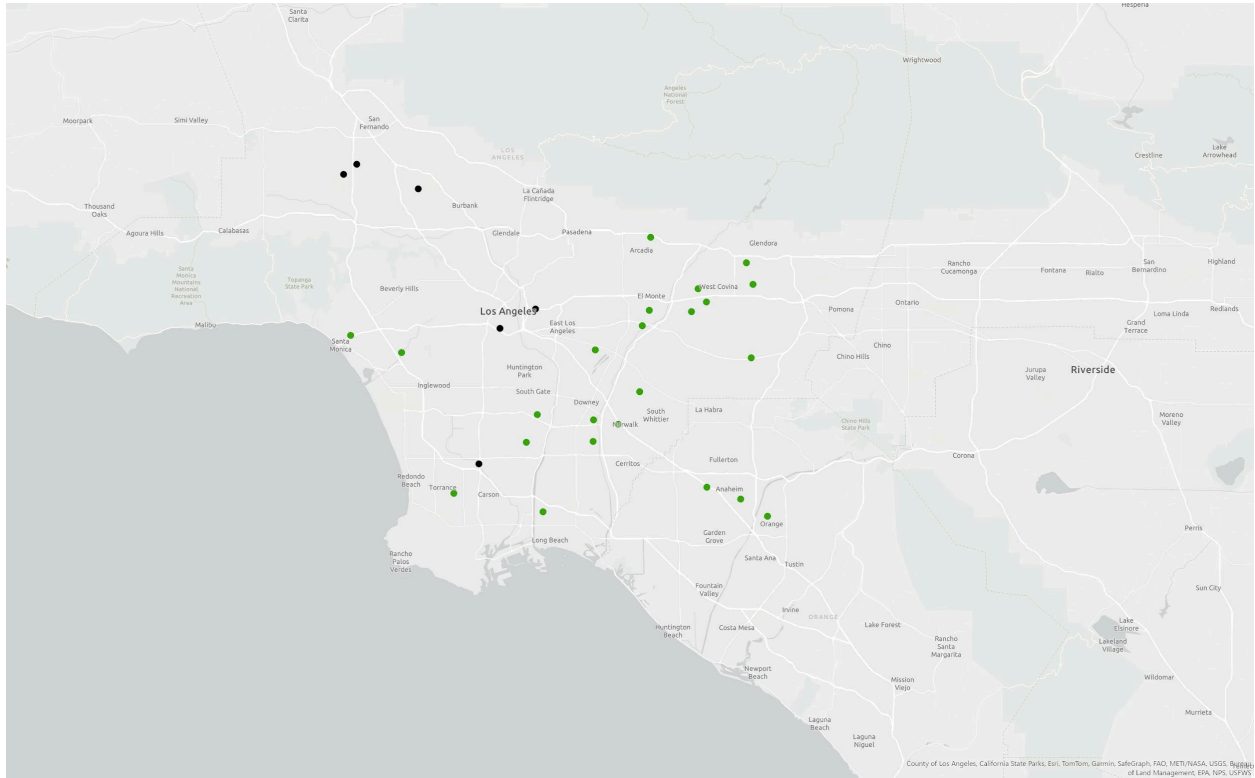 Santa
Clarita
Hesperia
Wrightwood
Angeles
National
Forest
Moorpark
Simi Valley
San
Fernando
LOS
ANGELES
Lake
Arrowhead
Crestline
La Cañada
Flintridge
Thousand
Oaks
Burbank
Agoura Hills
Calabasas
Glendale
Pasadena
Arcadia
Glendora
Santa
Monica
Mountains
National
Recreation
Area
Topanga
State Park
Beverly Hills
Rancho
Cucamonga
Fontana
Rialto
San
Bernardino
Highland
El Monte
West Covina
Los Angeles
East Los
Angeles
Pomona
Ontario
Loma Linda
Redlands
Grand
Terrace
Malibu
Santa
Monica
Chino
Chino Hills
Huntington
Park
Jurupa
Valley
Riverside
Inglewood
South Gate
Downey
South
Whittier
La Habra
Norwalk
Chino Hills
State Park
Moreno
Valley
Corona
Cerritos
Fullerton
Redondo
Beach
Torrance
Carson
Anaheim
Orange
Perris
Long Beach
Garden
Grove
Rancho
Palos
Verdes
Santa Ana
Tustin
Fountain
Valley
Sun City
Irvine
ORANGE
Huntington
Beach
Costa Mesa
Lake Forest
Rancho
Santa
Margarita
Lake
Elsinore
Lakeland
Village
Newport
Beach
Mission
Viejo
Wildomar
Laguna
Beach
Murrieta
Laguna
Niguel
County of Los Angeles, California State Parks, Esri, TomTom, Garmin, SafeGraph, FAO, METI/NASA, USGS, Bureau
of Land Management, EPA, NPS, USFWS